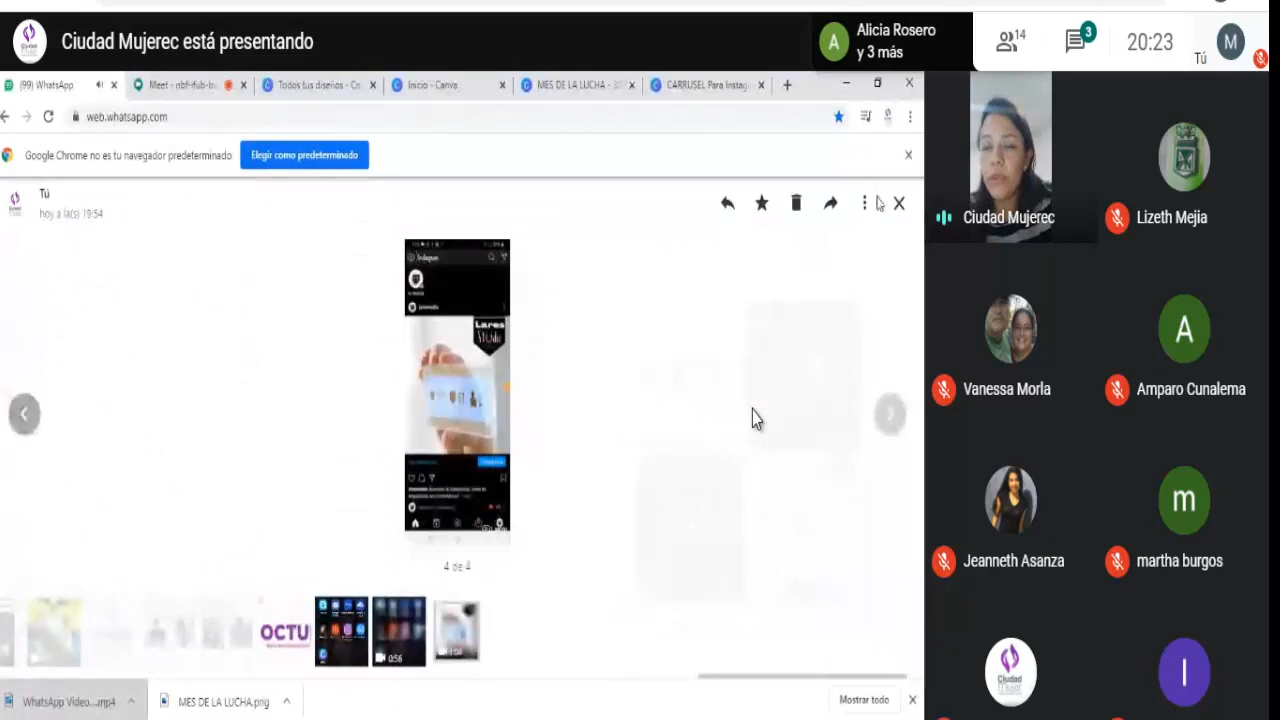 Ciudad Mujerec está presentando
A
Alicia Rosero
y 3 más
14
3
20:23
Tú
M
(99) WhatsApp
Meet - nbf-ifub-b
Todos tus diseños - Ca
Inicio - Canva
MES DE LA LUCHA - 
CARRUSEL Para Instag
web.whatsapp.com
Google Chrome no es tu navegador predeterminado
Elegir como predeterminado
Tú
hoy a la(s) 19:54
Instagram
Lares
Studio
4 de 4
OCTU
0:56
Ciudad Mujerec
Lizeth Mejia
Vanessa Morla
A
Amparo Cunalema
Jeanneth Asanza
m
martha burgos
Ciudad
Mujer
I
WhatsApp Video....mp4
MES DE LA LUCHA.png
Mostrar todo